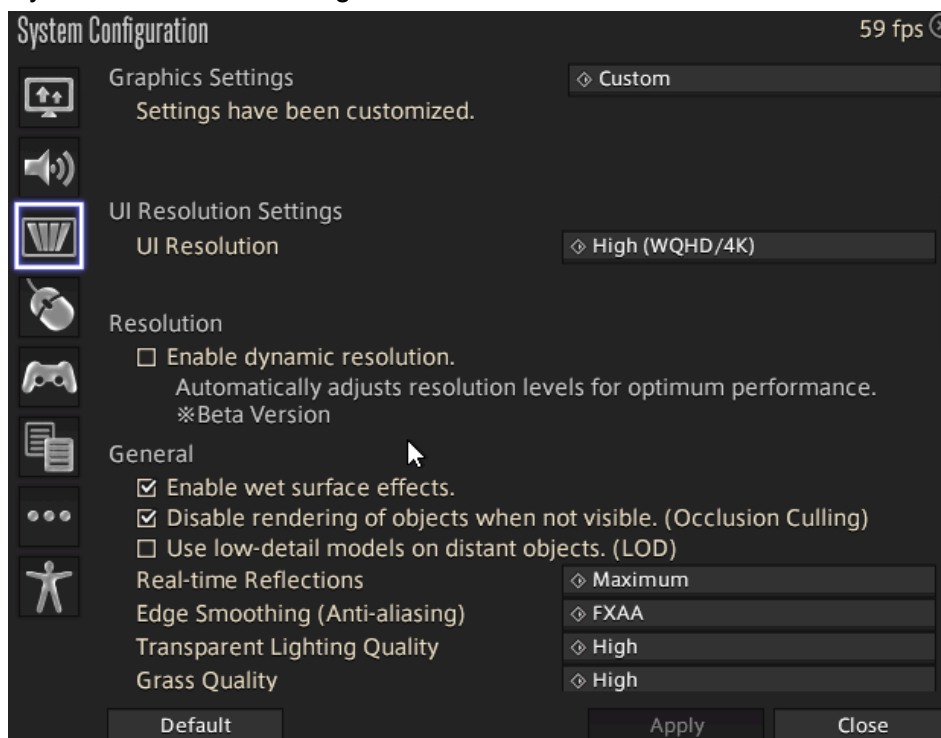 System Configuration
59 fps
Graphics Settings
Custom
Settings have been customized.
UI Resolution Settings
UI Resolution
High (WQHD/4K)
Resolution
Enable dynamic resolution.
Automatically adjusts resolution levels for optimum performance.
※Beta Version
General
Enable wet surface effects.
Disable rendering of objects when not visible. (Occlusion Culling)
Use low-detail models on distant objects. (LOD)
Real-time Reflections
Maximum
Edge Smoothing (Anti-aliasing)
FXAA
Transparent Lighting Quality
High
Grass Quality
High
Default
Apply
Close